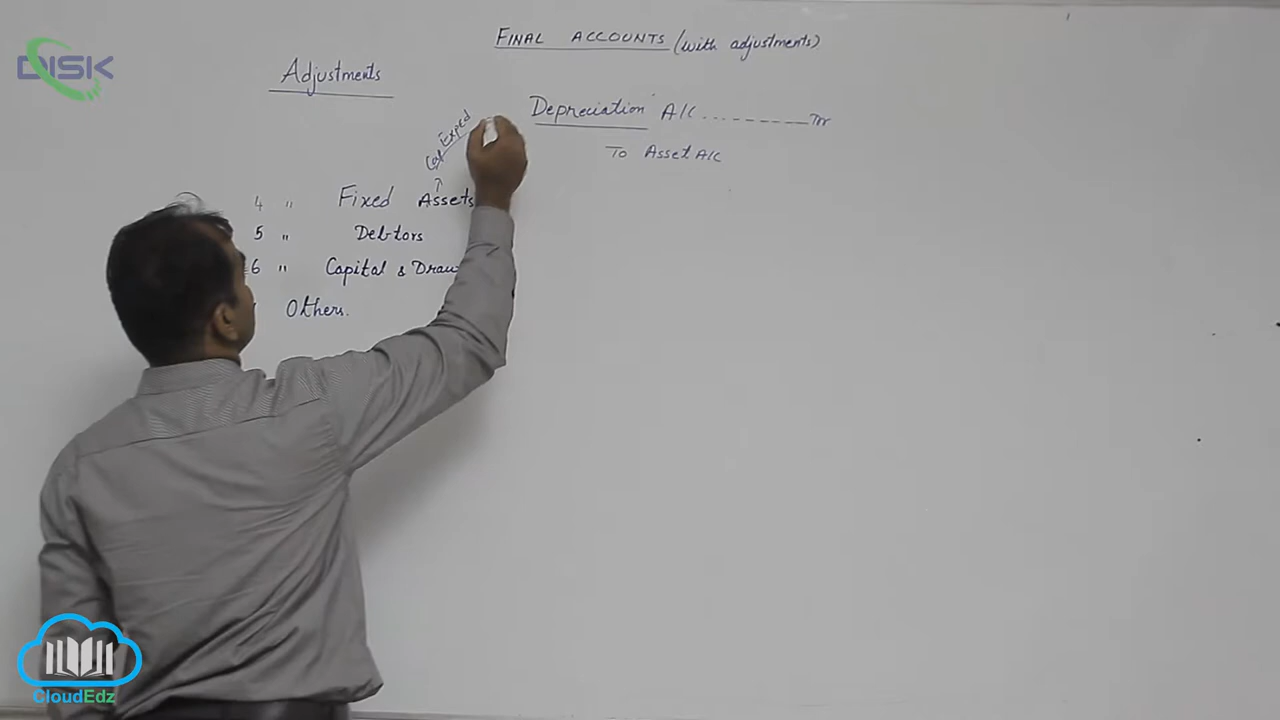 DISK
FINAL ACCOUNTS (with adjustments)
Adjustments
Depreciation A/C ---------- Dr
To Asset A/C
Cap Exped
4 " Fixed Assets
5 " Debtors
6 " Capital & Draw
Others.
CloudEdz